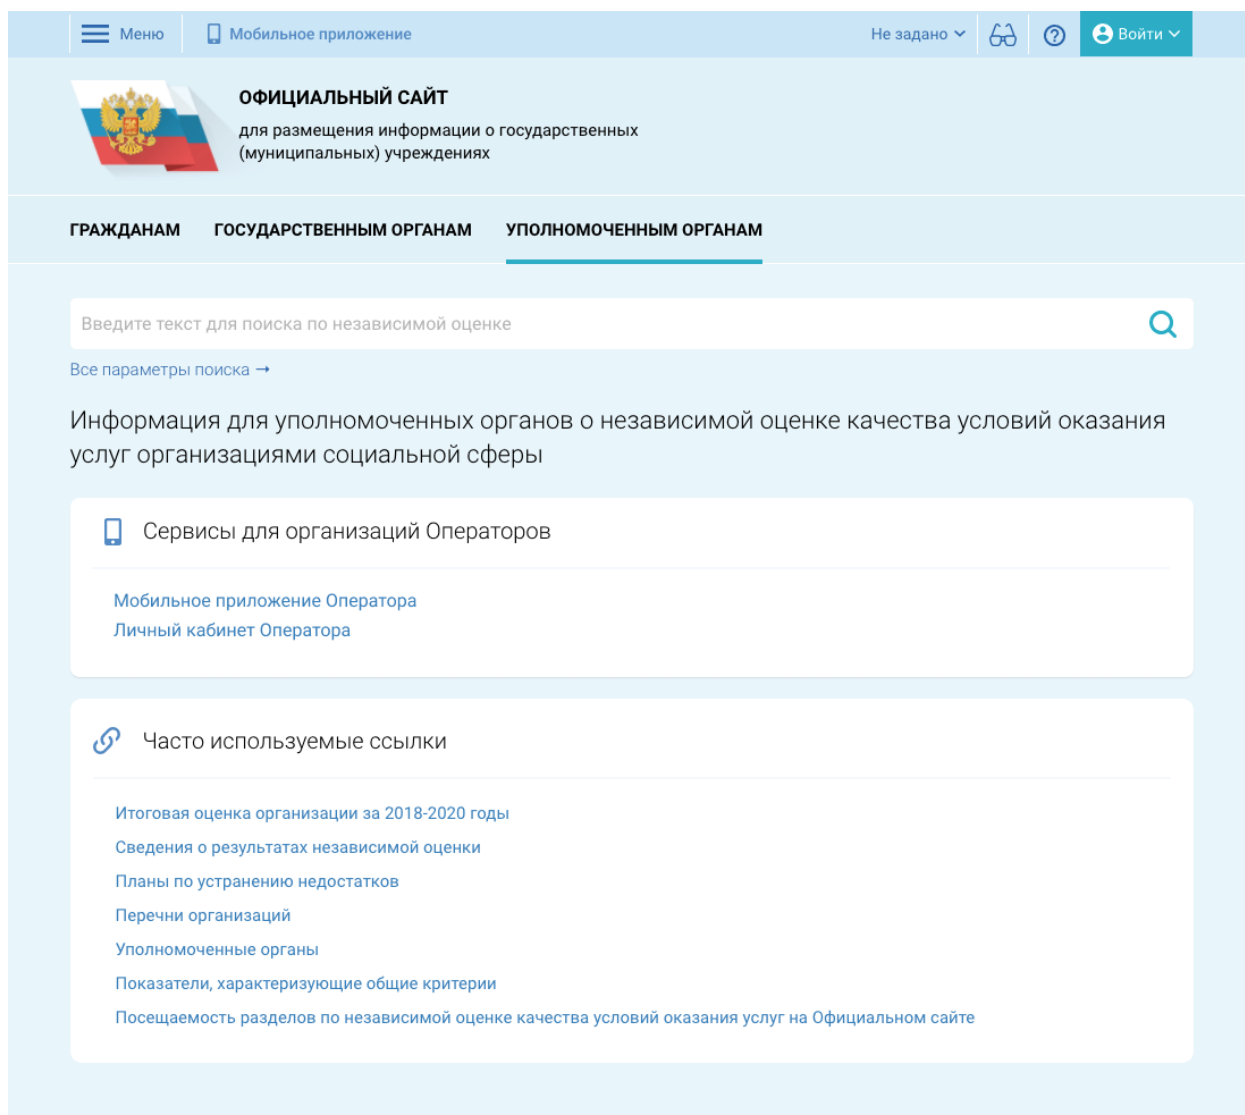 Меню
Мобильное приложение
Не задано
Войти
ОФИЦИАЛЬНЫЙ САЙТ
для размещения информации о государственных
(муниципальных) учреждениях
ГРАЖДАНАМ
ГОСУДАРСТВЕННЫМ ОРГАНАМ
УПОЛНОМОЧЕННЫМ ОРГАНАМ
Введите текст для поиска по независимой оценке
Все параметры поиска →
Информация для уполномоченных органов о независимой оценке качества условий оказания
услуг организациями социальной сферы
Сервисы для организаций Операторов
Мобильное приложение Оператора
Личный кабинет Оператора
Часто используемые ссылки
Итоговая оценка организации за 2018-2020 годы
Сведения о результатах независимой оценки
Планы по устранению недостатков
Перечни организаций
Уполномоченные органы
Показатели, характеризующие общие критерии
Посещаемость разделов по независимой оценке качества условий оказания услуг на Официальном сайте